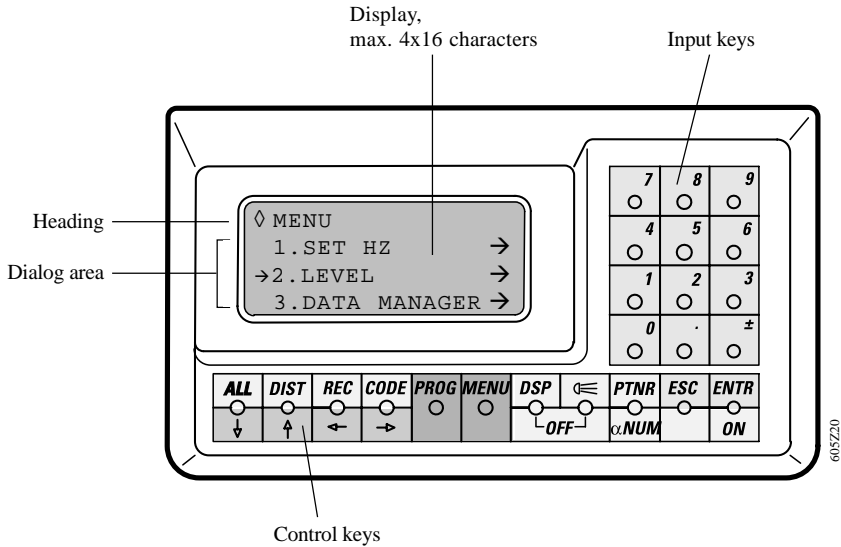 Display,
max. 4x16 characters
Input keys
Heading
Dialog area
◊ MENU
1.SET HZ →
→2.LEVEL →
3.DATA MANAGER →
7 8 9
4 5 6
1 2 3
0 . ±
ALL DIST REC CODE PROG MENU DSP PTNR ESC ENTR
↓ ↑ ← → OFF αNUM ON
Control keys
605Z20